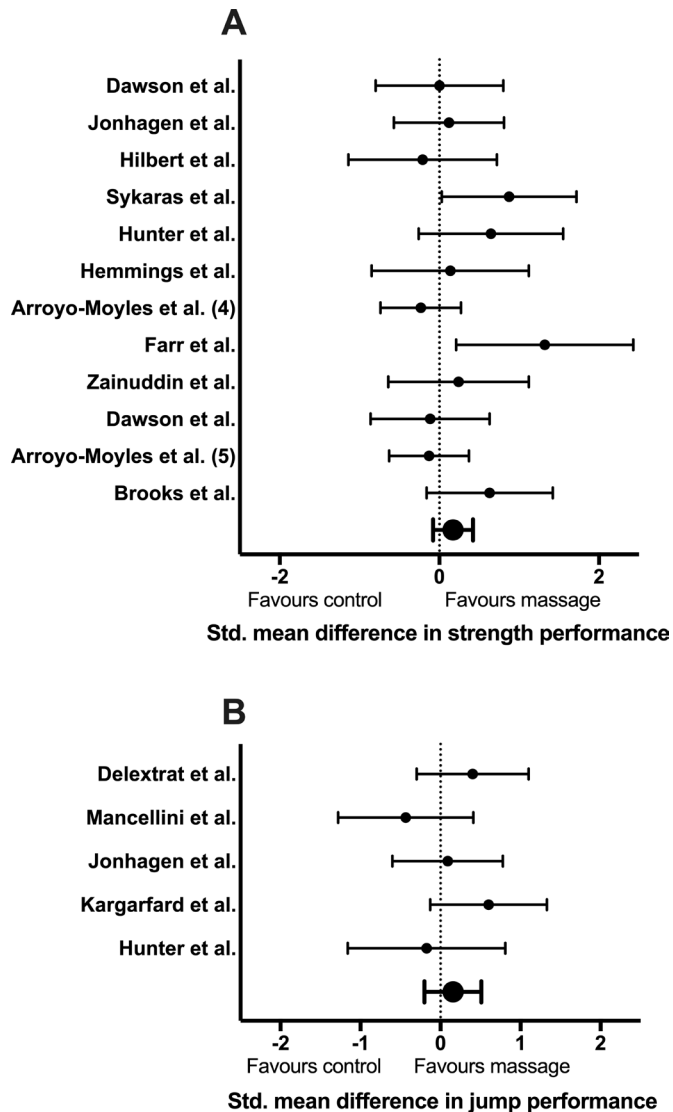 A
Dawson et al.
Jonhagen et al.
Hilbert et al.
Sykaras et al.
Hunter et al.
Hemmings et al.
Arroyo-Moyles et al. (4)
Farr et al.
Zainuddin et al.
Dawson et al.
Arroyo-Moyles et al. (5)
Brooks et al.
-2 0 2
Favours control Favours massage
Std. mean difference in strength performance
B
Delextrat et al.
Mancellini et al.
Jonhagen et al.
Kargarfard et al.
Hunter et al.
-2 -1 0 1 2
Favours control Favours massage
Std. mean difference in jump performance